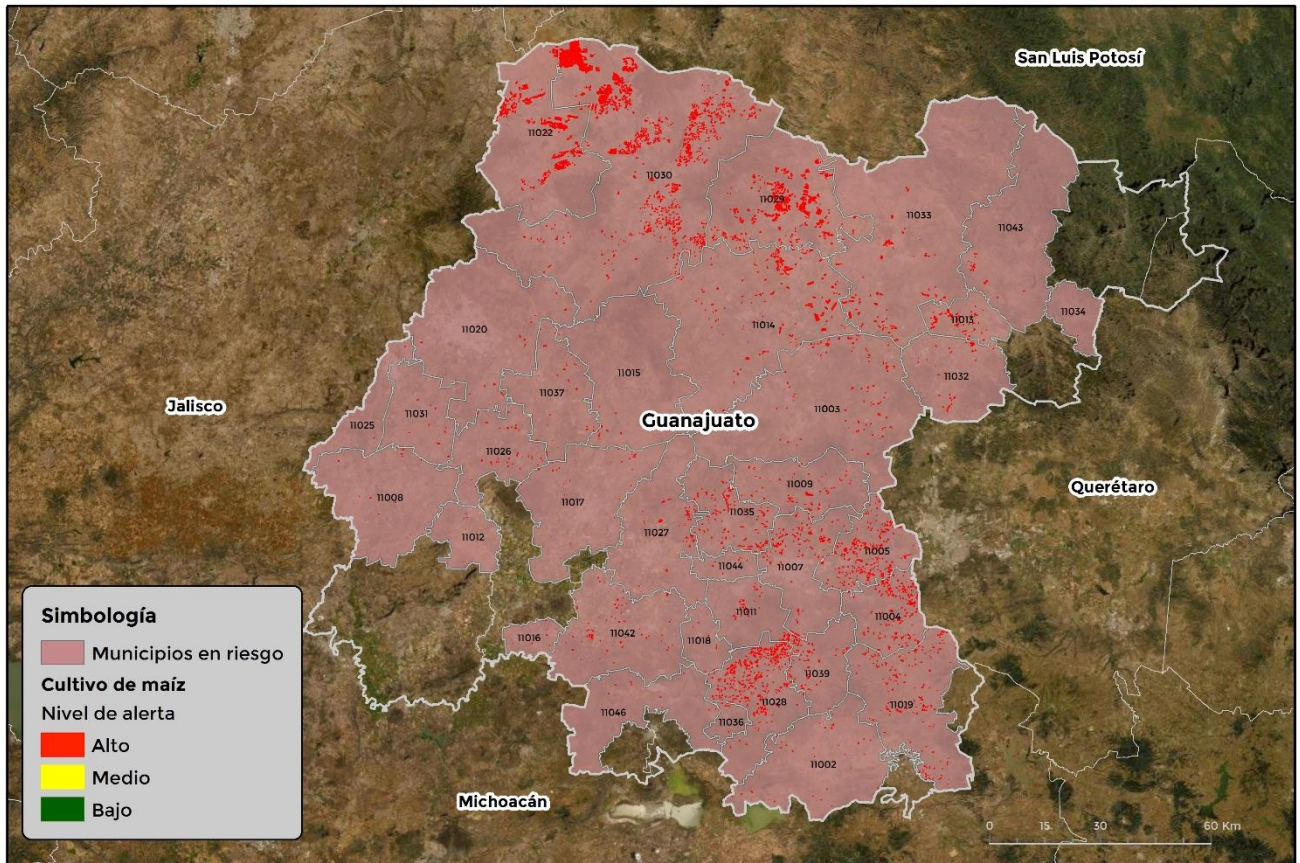 San Luis Potosí
11022
11030
11029
11033
11043
11034
11013
11020
11014
11015
11032
11037
Jalisco
11031
11003
11025
Guanajuato
11026
Querétaro
11008
11009
11017
11035
11027
11012
11005
11044
11007
11011
11004
11016
11042
11018
11039
11028
11019
11046
11036
11002
Michoacán
Simbología
Municipios en riesgo
Cultivo de maíz
Nivel de alerta
Alto
Medio
Bajo
0 15 30 60 Km